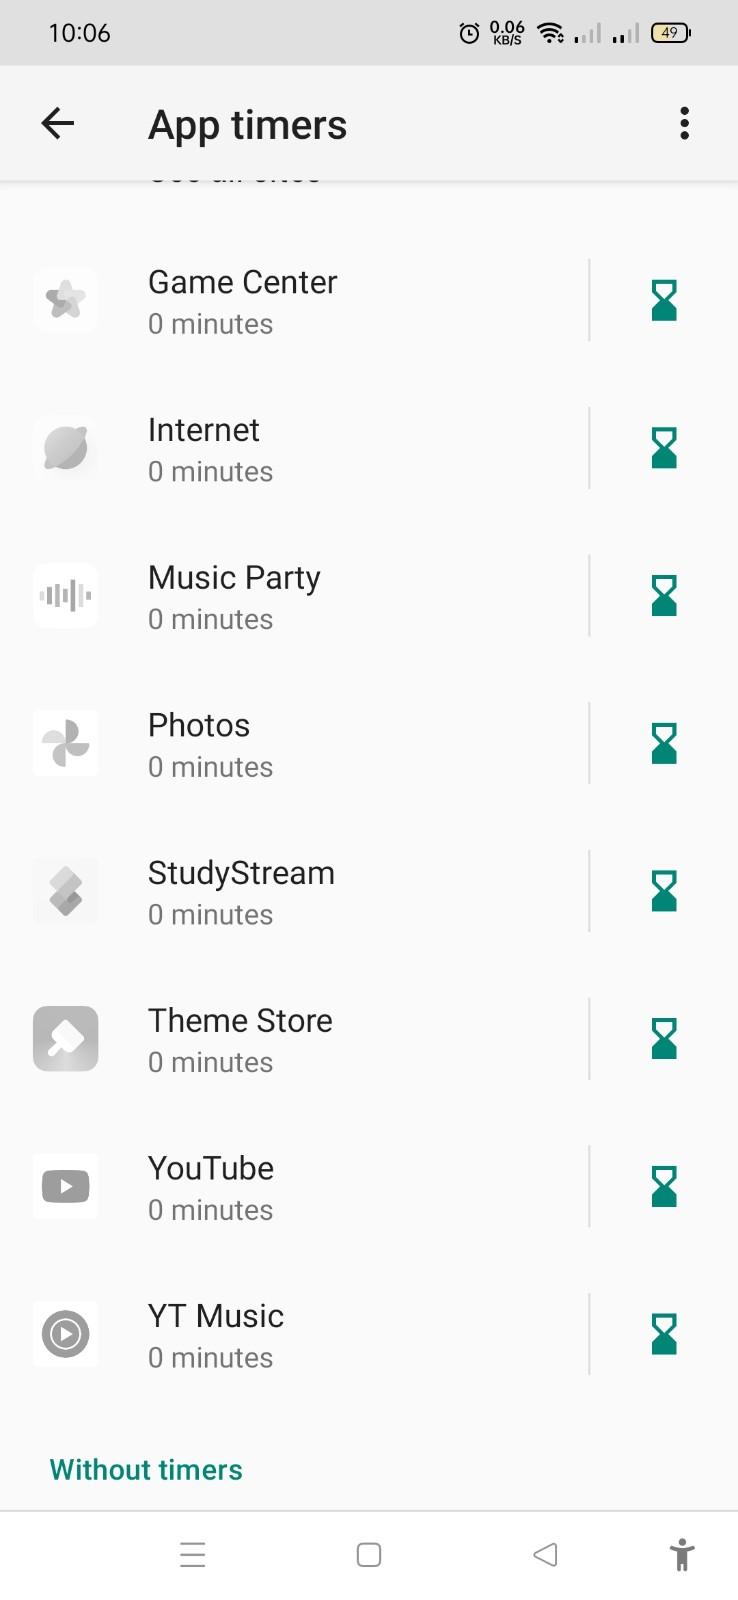 10:06
0.06
KB/S
49
App timers
Game Center
0 minutes
Internet
0 minutes
Music Party
0 minutes
Photos
0 minutes
StudyStream
0 minutes
Theme Store
0 minutes
YouTube
0 minutes
YT Music
0 minutes
Without timers